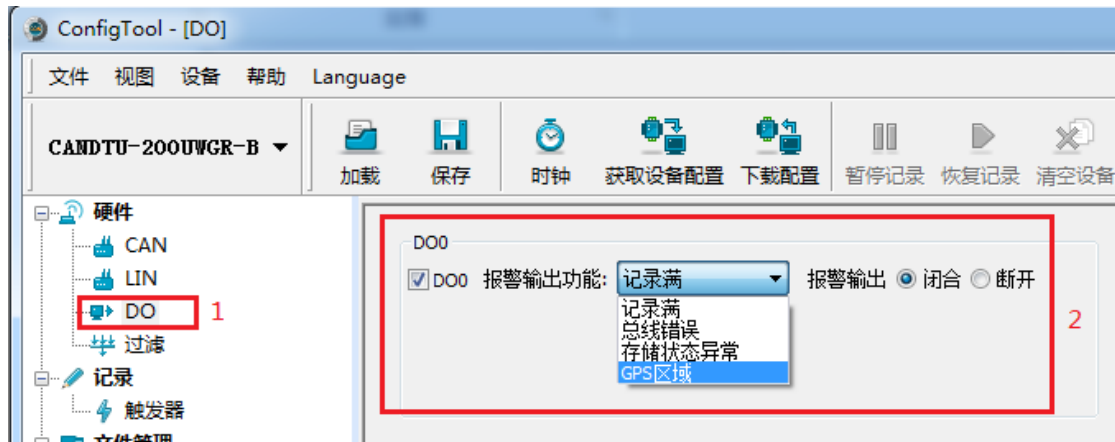 ConfigTool - [DO]
文件 视图 设备 帮助 Language
CANDTU-200UWGR-B
加载 保存 时钟 获取设备配置 下载配置 暂停记录 恢复记录 清空设备
硬件
CAN
LIN
DO 1
过滤
记录
触发器
文件管理
DO0
DO0 报警输出功能: 记录满 报警输出 闭合 断开
记录满
总线错误
存储状态异常
GPS区域
2